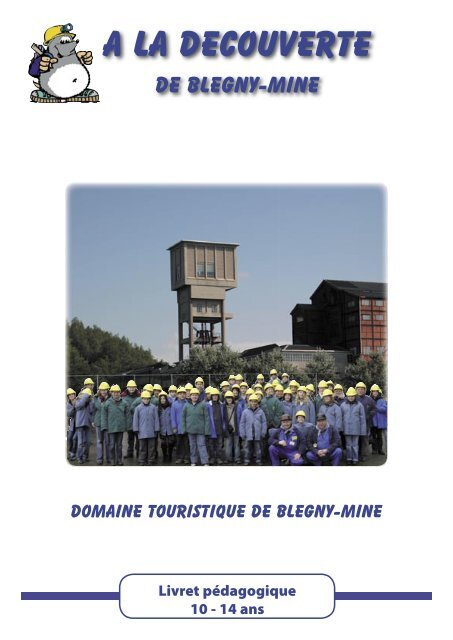 A LA DECOUVERTE
DE BLEGNY-MINE
DOMAINE TOURISTIQUE DE BLEGNY-MINE
Livret pédagogique
10 - 14 ans